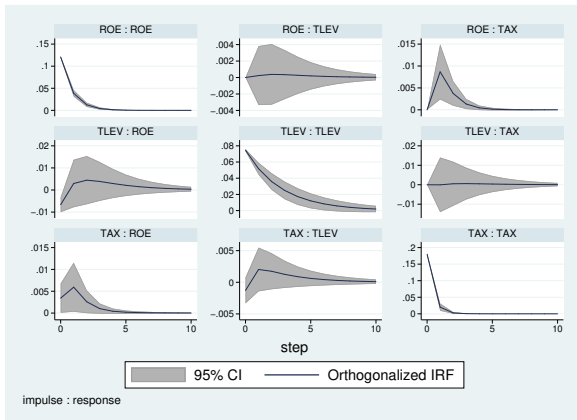 ROE : ROE
.15
.1
.05
0
ROE : TLEV
.004
.002
0
-.002
-.004
ROE : TAX
.015
.01
.005
0
TLEV : ROE
.02
.01
0
-.01
TLEV : TLEV
.08
.06
.04
.02
0
TLEV : TAX
.02
.01
0
-.01
TAX : ROE
.015
.01
.005
0
0 5 10
TAX : TLEV
.005
0
-.005
0 5 10
TAX : TAX
.2
.15
.1
.05
0
0 5 10
step
95% CI Orthogonalized IRF
impulse : response